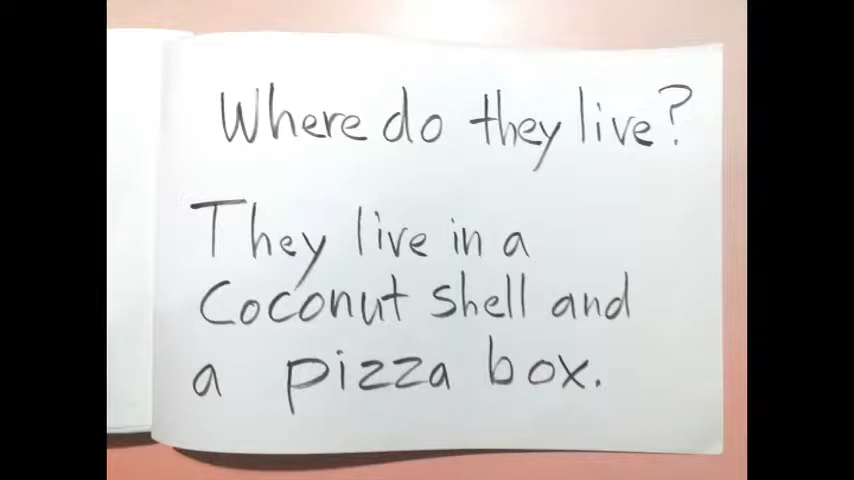 Where do they live?
They live in a
Coconut shell and
a pizza box.